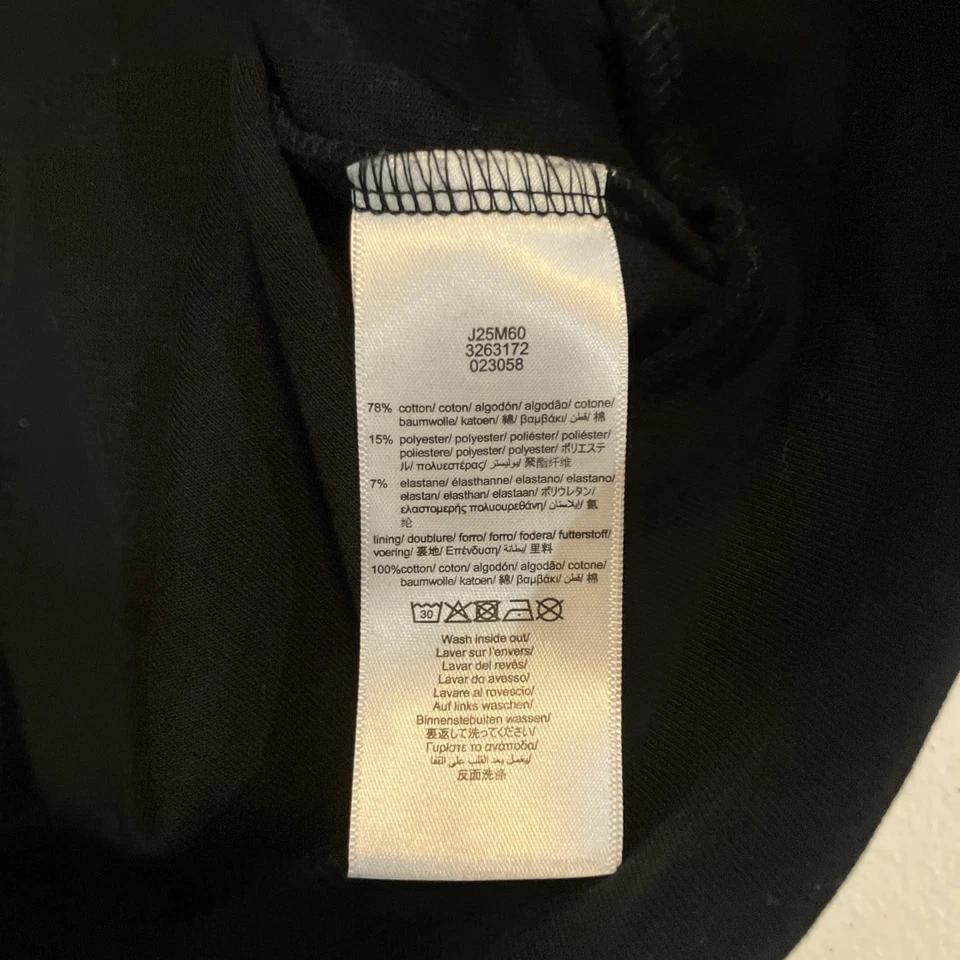 J25M60
3263172
023058
78% cotton/ coton/ algodón/ algodão/ cotone/
baumwolle/ katoen/ 綿/ βαμβάκι/ قطن/ 棉
15% polyester/ polyester/ poliéster/ poliéster/
poliestere/ polyester/ polyester/ ポリエステ
ル/ πολυεστέρας/ بوليستر/ 聚酯纤维
7% elastane/ élasthanne/ elastano/ elastano/
elastan/ elasthan/ elastaan/ ポリウレタン/
ελαστομερής πολυουρεθάνη/ إيلاستان/ 氨
纶
lining/ doublure/ forro/ forro/ fodera/ futterstoff/
voering/ 裏地/ Επένδυση/ بطانة/ 里料
100%cotton/ coton/ algodón/ algodão/ cotone/
baumwolle/ katoen/ 綿/ βαμβάκι/ قطن/ 棉
30
Wash inside out/
Laver sur l'envers/
Lavar del revés/
Lavar do avesso/
Lavare al rovescio/
Auf links waschen/
Binnenstebuiten wassen/
裏返して洗ってください/
Γυρίστε το ανάποδα/
يغسل بعد القلب على القفا/
反面洗涤